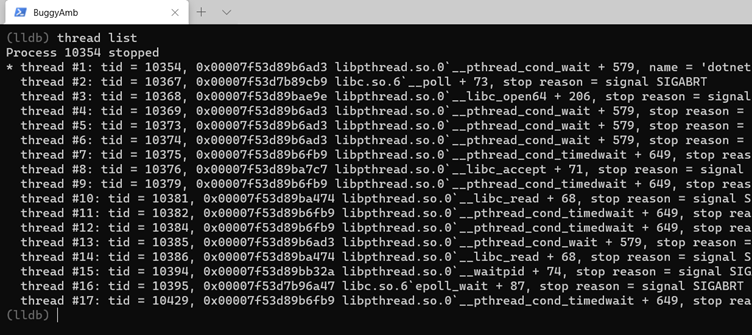 BuggyAmb
(lldb) thread list
Process 10354 stopped
* thread #1: tid = 10354, 0x00007f53d89b6ad3 libpthread.so.0`__pthread_cond_wait + 579, name = 'dotnet
thread #2: tid = 10367, 0x00007f53d7b89cb9 libc.so.6`__poll + 73, stop reason = signal SIGABRT
thread #3: tid = 10368, 0x00007f53d89bae9e libpthread.so.0`__libc_open64 + 206, stop reason = signal
thread #4: tid = 10369, 0x00007f53d89b6ad3 libpthread.so.0`__pthread_cond_wait + 579, stop reason =
thread #5: tid = 10373, 0x00007f53d89b6ad3 libpthread.so.0`__pthread_cond_wait + 579, stop reason =
thread #6: tid = 10374, 0x00007f53d89b6ad3 libpthread.so.0`__pthread_cond_wait + 579, stop reason =
thread #7: tid = 10375, 0x00007f53d89b6fb9 libpthread.so.0`__pthread_cond_timedwait + 649, stop reas
thread #8: tid = 10376, 0x00007f53d89ba7c7 libpthread.so.0`__libc_accept + 71, stop reason = signal
thread #9: tid = 10379, 0x00007f53d89b6fb9 libpthread.so.0`__pthread_cond_timedwait + 649, stop reas
thread #10: tid = 10381, 0x00007f53d89ba474 libpthread.so.0`__libc_read + 68, stop reason = signal SI
thread #11: tid = 10382, 0x00007f53d89b6fb9 libpthread.so.0`__pthread_cond_timedwait + 649, stop rea
thread #12: tid = 10384, 0x00007f53d89b6fb9 libpthread.so.0`__pthread_cond_timedwait + 649, stop rea
thread #13: tid = 10385, 0x00007f53d89b6ad3 libpthread.so.0`__pthread_cond_wait + 579, stop reason =
thread #14: tid = 10386, 0x00007f53d89ba474 libpthread.so.0`__libc_read + 68, stop reason = signal SI
thread #15: tid = 10394, 0x00007f53d89bb32a libpthread.so.0`__waitpid + 74, stop reason = signal SIG
thread #16: tid = 10395, 0x00007f53d7b96a47 libc.so.6`epoll_wait + 87, stop reason = signal SIGABRT
thread #17: tid = 10429, 0x00007f53d89b6fb9 libpthread.so.0`__pthread_cond_timedwait + 649, stop rea
(lldb)